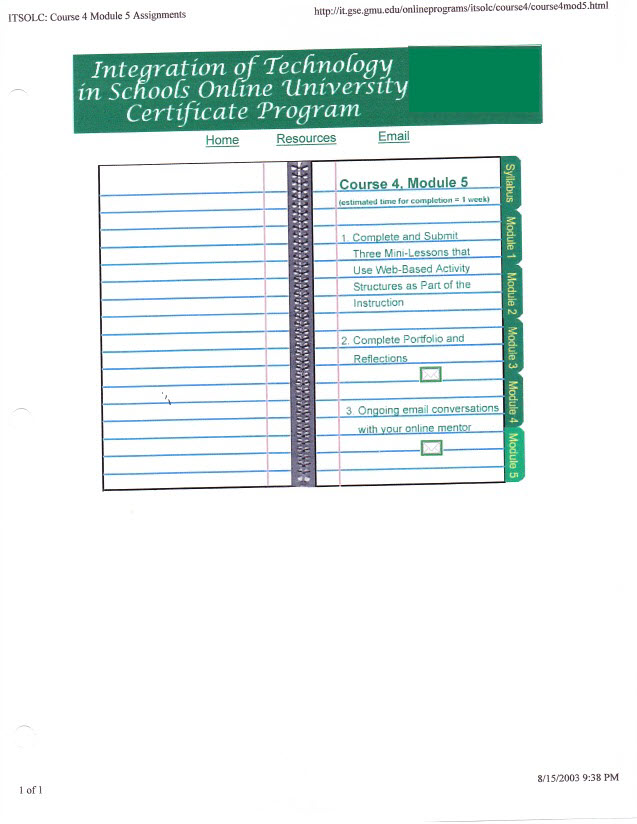 ITSOLC: Course 4 Module 5 Assignments
http://it.gse.gmu.edu/onlineprograms/itsolc/course4/course4mod5.html
Integration of Technology
in Schools Online University
Certificate Program
Home Resources Email
Course 4, Module 5
(estimated time for completion = 1 week)
1. Complete and Submit
Three Mini-Lessons that
Use Web-Based Activity
Structures as Part of the
Instruction
2. Complete Portfolio and
Reflections
3. Ongoing email conversations
with your online mentor
Syllabus
Module 1
Module 2
Module 3
Module 4
Module 5
8/15/2003 9:38 PM
1 of 1